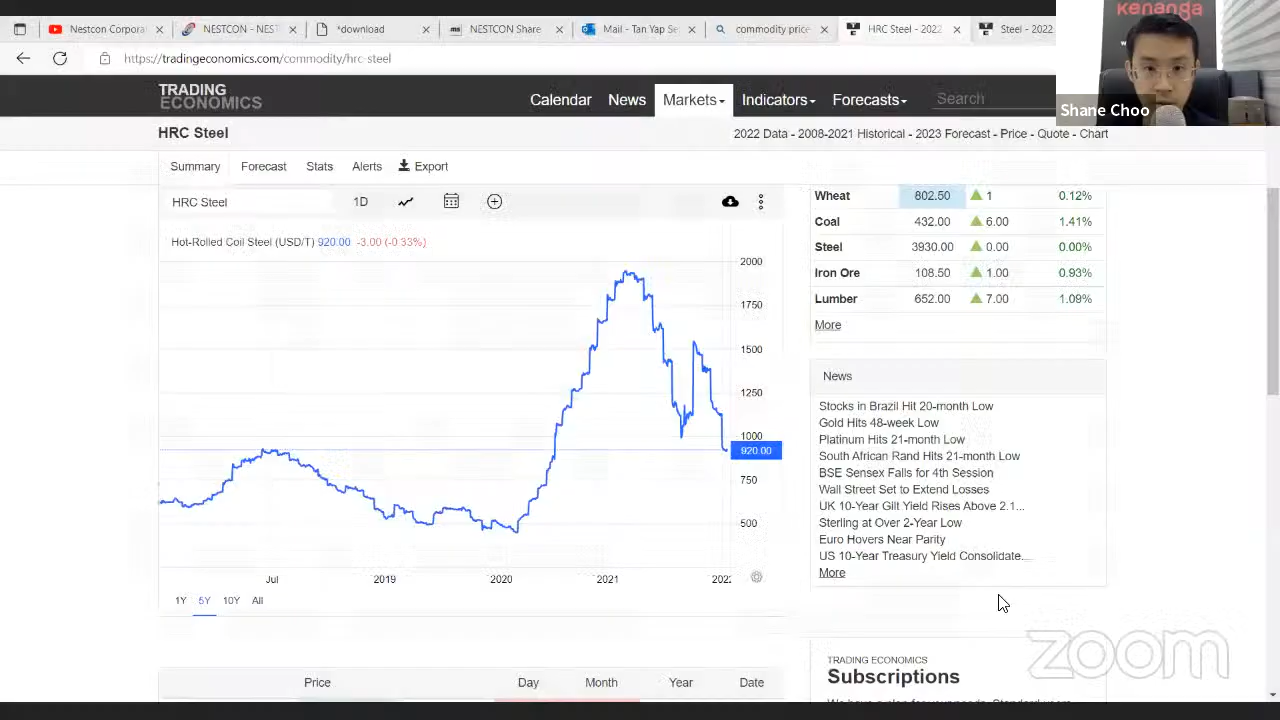 Nestcon Corpor
NESTCON - NES
*download
NESTCON Share
Mail - Tan Yap Se
commodity price
HRC Steel - 2022
Steel - 2022
https://tradingeconomics.com/commodity/hrc-steel
kenanga
Shane Choo
TRADING
ECONOMICS
Calendar News Markets Indicators Forecasts Search
HRC Steel
2022 Data - 2008-2021 Historical - 2023 Forecast - Price - Quote - Chart
Summary Forecast Stats Alerts Export
HRC Steel 1D
Hot-Rolled Coil Steel (USD/T) 920.00 -3.00 (-0.33%)
2000
1750
1500
1250
1000
920.00
750
500
Jul 2019 2020 2021 2022
1Y 5Y 10Y All
Wheat 802.50 1 0.12%
Coal 432.00 6.00 1.41%
Steel 3930.00 0.00 0.00%
Iron Ore 108.50 1.00 0.93%
Lumber 652.00 7.00 1.09%
More
News
Stocks in Brazil Hit 20-month Low
Gold Hits 48-week Low
Platinum Hits 21-month Low
South African Rand Hits 21-month Low
BSE Sensex Falls for 4th Session
Wall Street Set to Extend Losses
UK 10-Year Gilt Yield Rises Above 2.1...
Sterling at Over 2-Year Low
Euro Hovers Near Parity
US 10-Year Treasury Yield Consolidate...
More
zoom
TRADING ECONOMICS
Subscriptions
Price Day Month Year Date